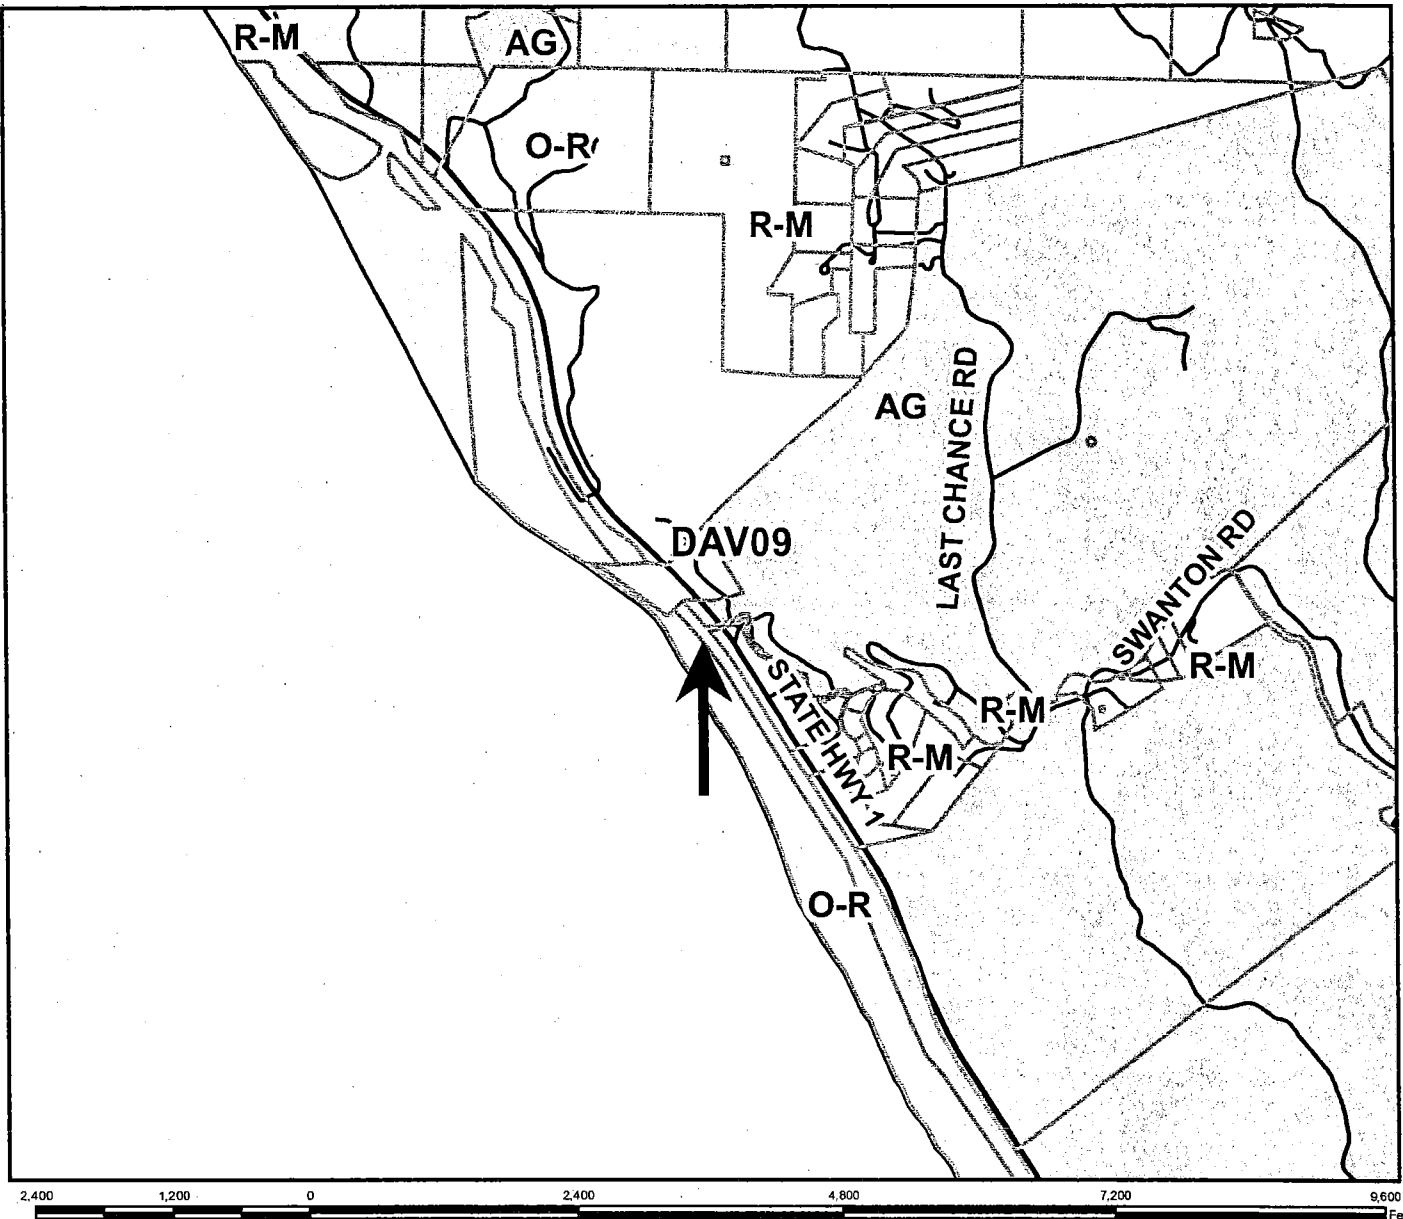 R-M
AG
O-R
R-M
AG
LAST CHANCE RD
DAV09
SWANTON RD
R-M
STATE HWY 1
R-M
R-M
O-R
2,400 1,200 0 2,400 4,800 7,200 9,600
Fe